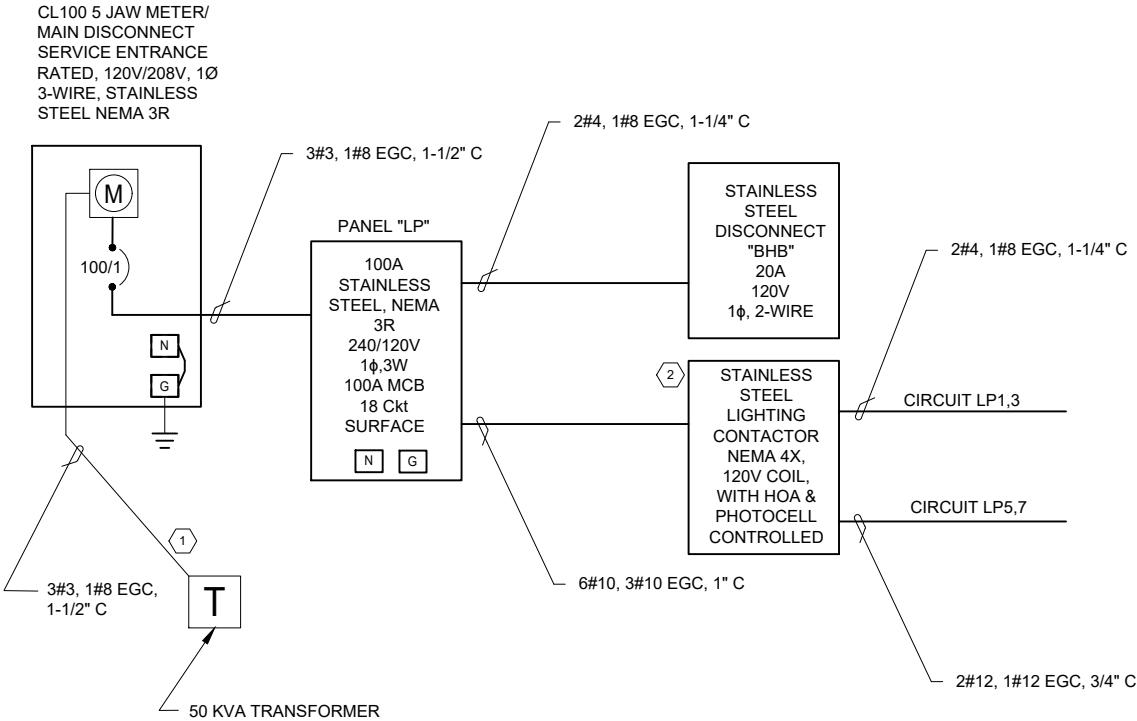 CL100 5 JAW METER/
MAIN DISCONNECT
SERVICE ENTRANCE
RATED, 120V/208V, 1Ø
3-WIRE, STAINLESS
STEEL NEMA 3R
M
100/1
N
G
3#3, 1#8 EGC, 1-1/2" C
PANEL "LP"
100A
STAINLESS
STEEL, NEMA
3R
240/120V
1ϕ,3W
100A MCB
18 Ckt
SURFACE
N
G
2#4, 1#8 EGC, 1-1/4" C
STAINLESS
STEEL
DISCONNECT
"BHB"
20A
120V
1ϕ, 2-WIRE
2
STAINLESS
STEEL
LIGHTING
CONTACTOR
NEMA 4X,
120V COIL,
WITH HOA &
PHOTOCELL
CONTROLLED
2#4, 1#8 EGC, 1-1/4" C
CIRCUIT LP1,3
CIRCUIT LP5,7
6#10, 3#10 EGC, 1" C
2#12, 1#12 EGC, 3/4" C
1
3#3, 1#8 EGC,
1-1/2" C
T
50 KVA TRANSFORMER